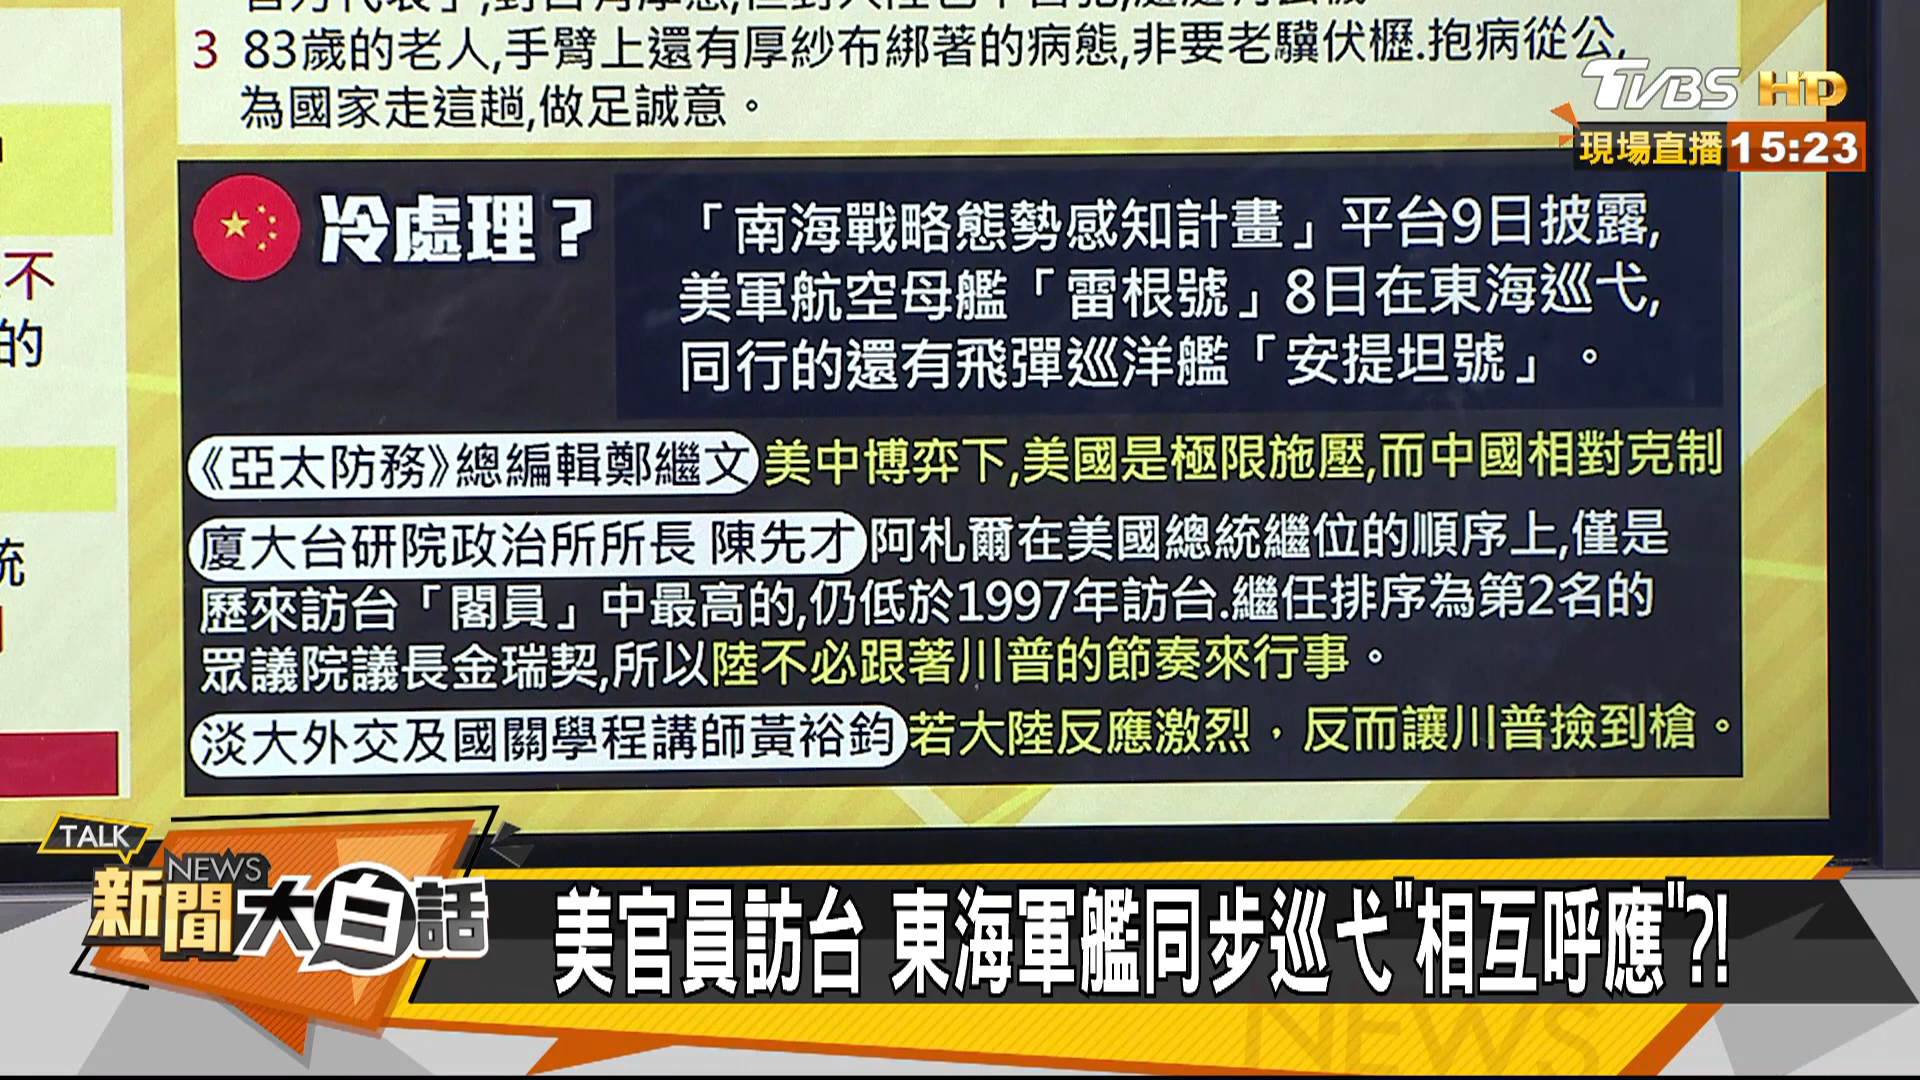 3 83歲的老人,手臂上還有厚紗布綁著的病態,非要老驥伏櫪.抱病從公,
為國家走這趟,做足誠意。
TVBS HD
現場直播 15:23
不
的
統
冷處理?
「南海戰略態勢感知計畫」平台9日披露,
美軍航空母艦「雷根號」8日在東海巡弋,
同行的還有飛彈巡洋艦「安提坦號」。
《亞太防務》總編輯鄭繼文 美中博弈下,美國是極限施壓,而中國相對克制
廈大台研院政治所所長 陳先才 阿札爾在美國總統繼位的順序上,僅是
歷來訪台「閣員」中最高的,仍低於1997年訪台.繼任排序為第2名的
眾議院議長金瑞契,所以陸不必跟著川普的節奏來行事。
淡大外交及國關學程講師黃裕鈞 若大陸反應激烈，反而讓川普撿到槍。
TALK
NEWS
新聞大白話
美官員訪台 東海軍艦同步巡弋"相互呼應"?!
NEWS